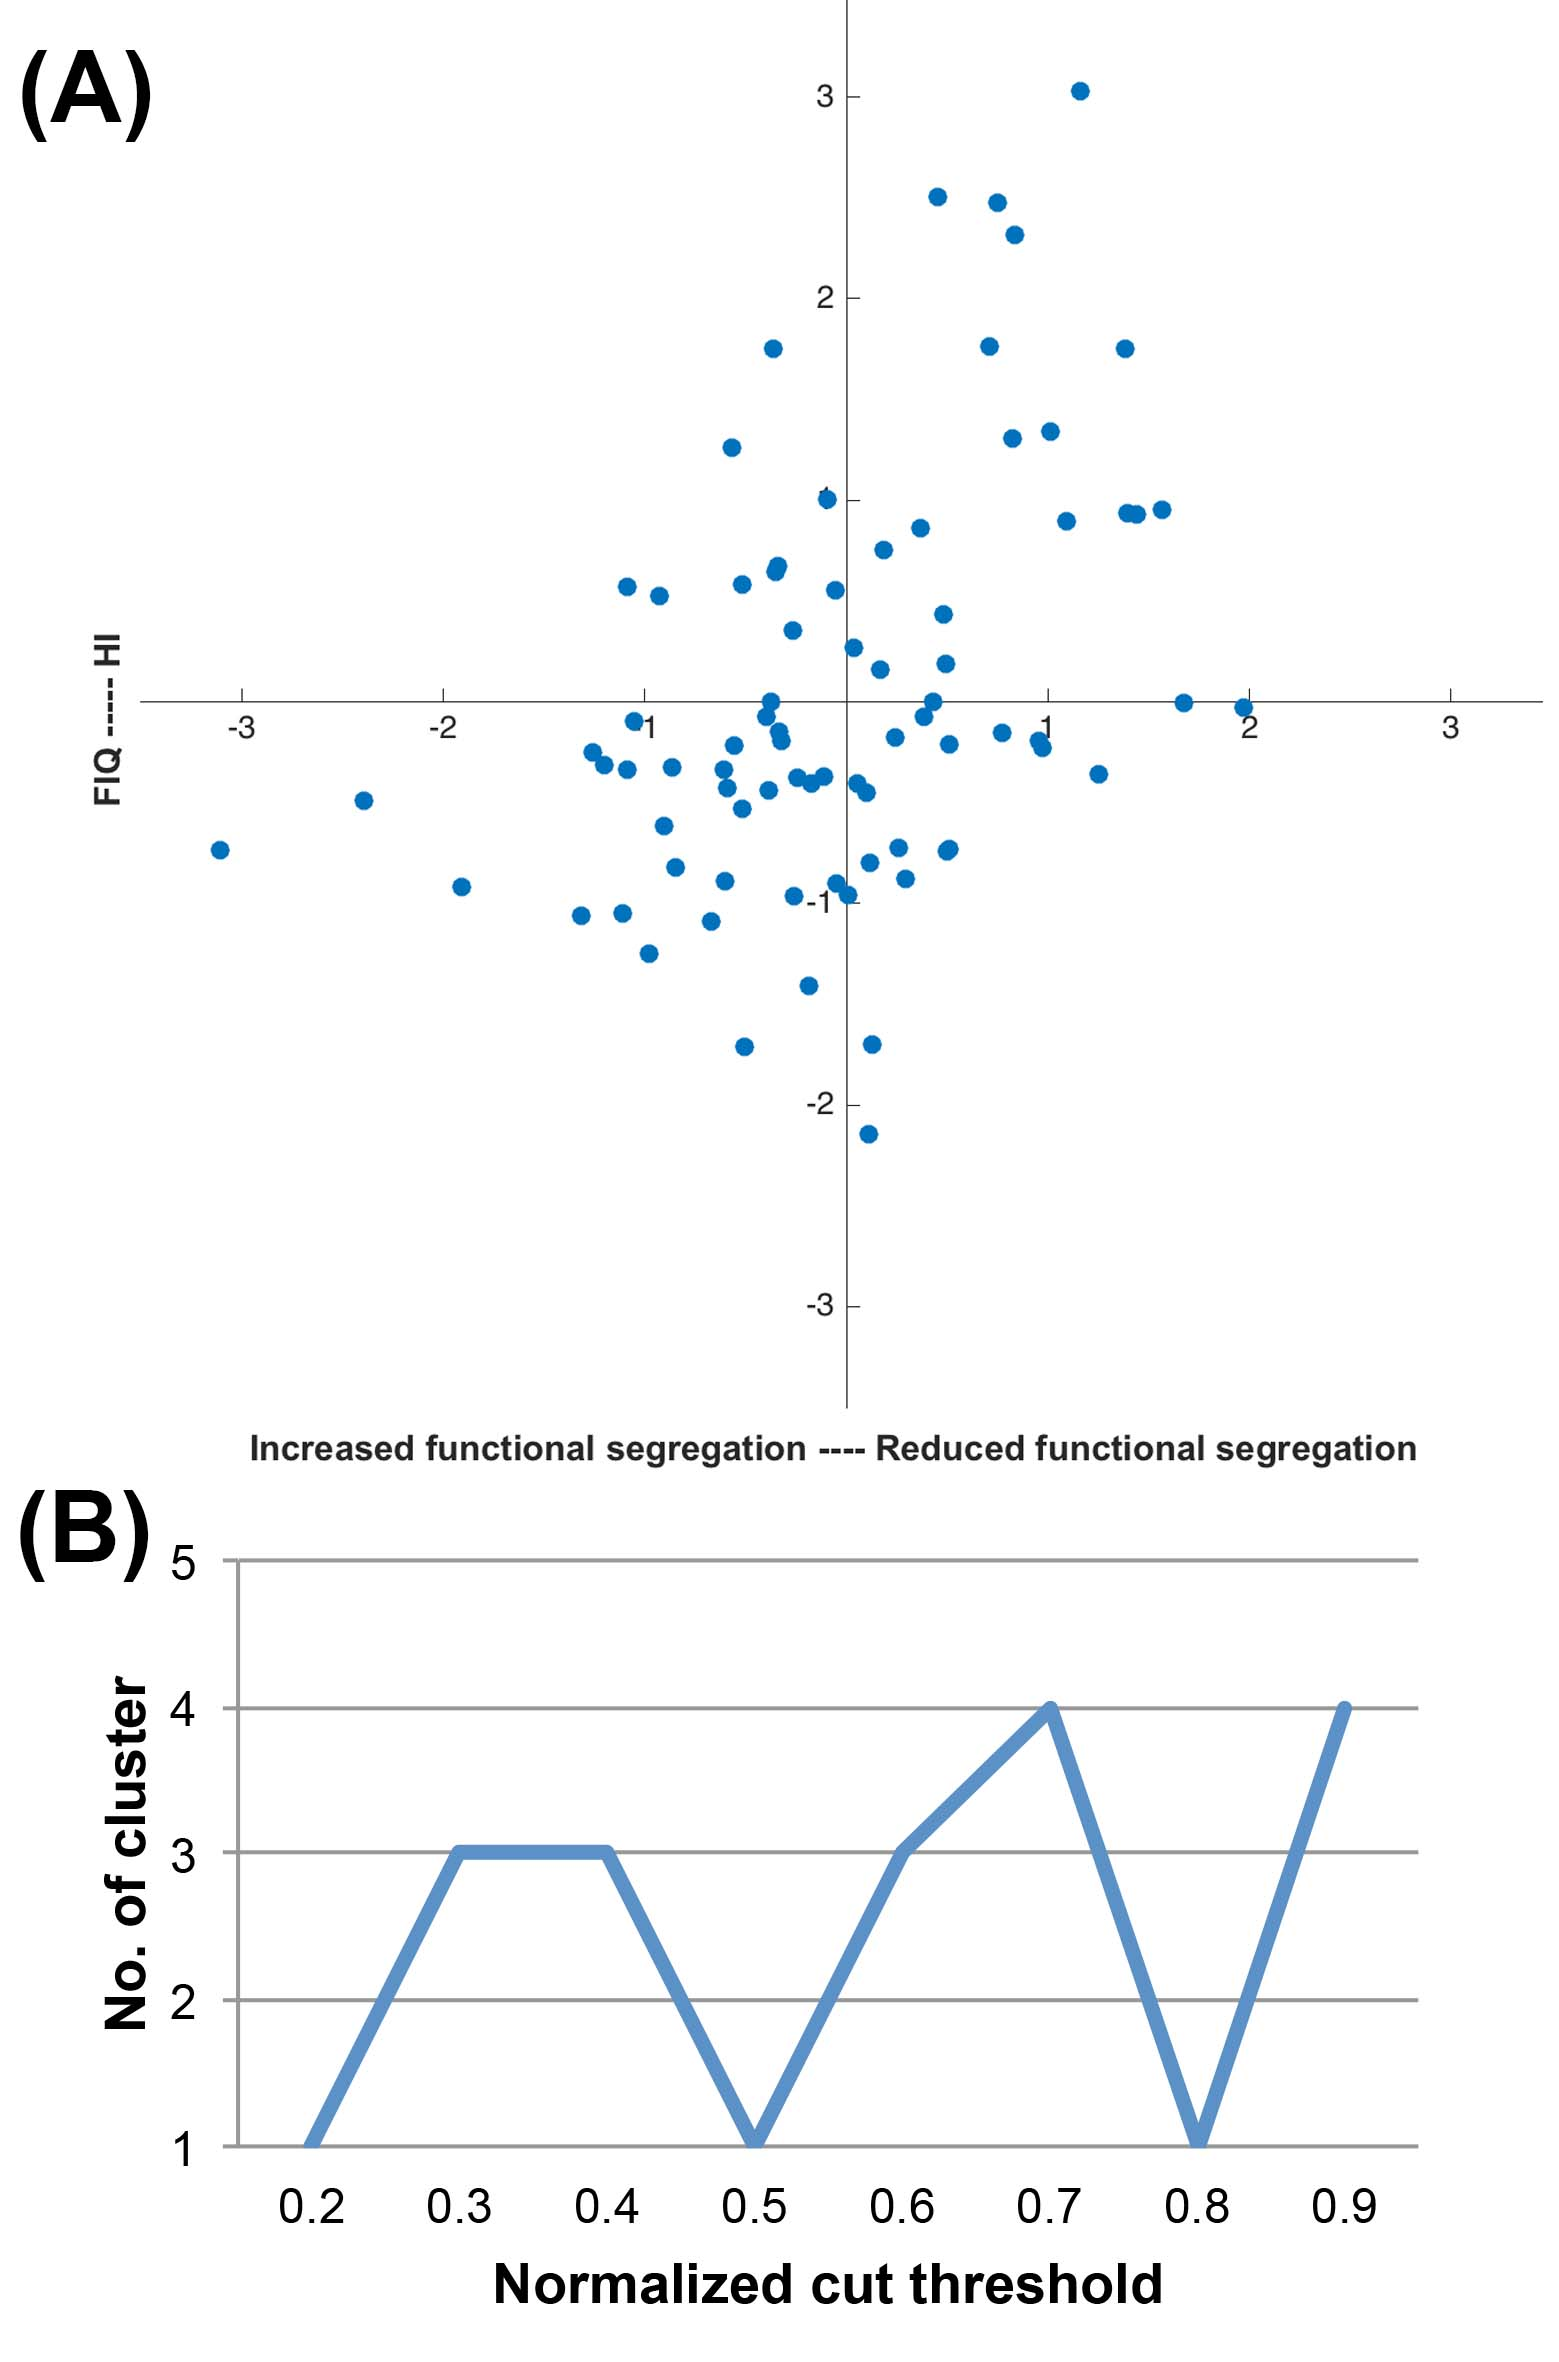 (A)
3
2
1
FIQ ----- HI
-3
-2
-1
1
2
3
-1
-2
-3
Increased functional segregation ---- Reduced functional segregation
(B)
5
4
3
2
1
No. of cluster
0.2 0.3 0.4 0.5 0.6 0.7 0.8 0.9
Normalized cut threshold